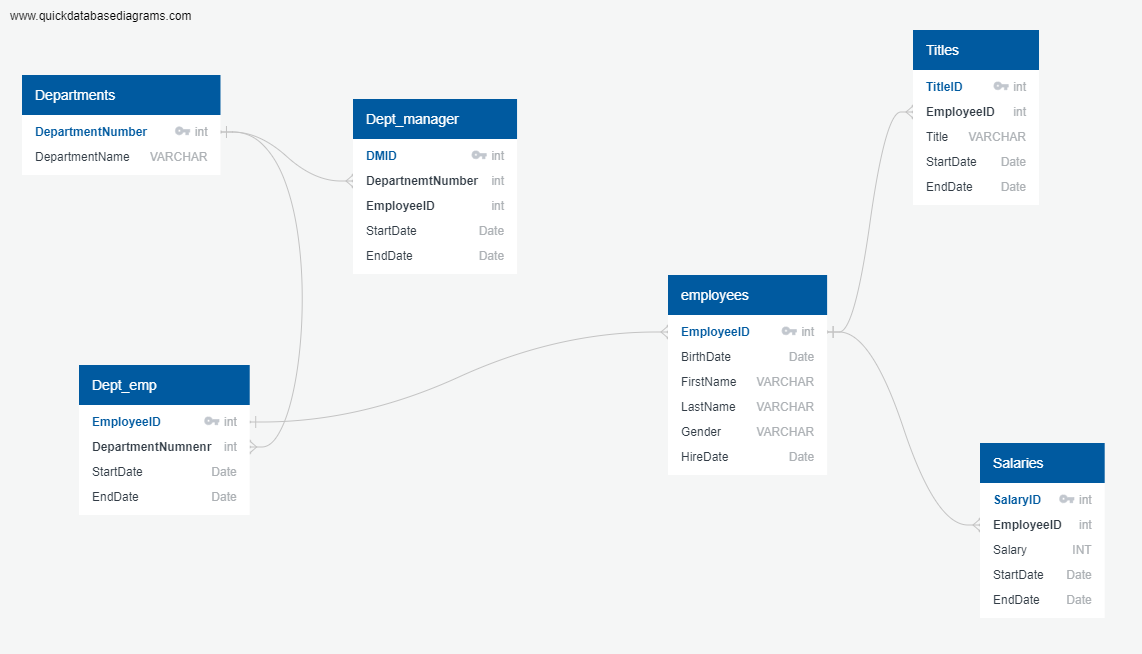 www.quickdatabasediagrams.com
Departments
DepartmentNumber int
DepartmentName VARCHAR
Dept_manager
DMID int
DepartnemtNumber int
EmployeeID int
StartDate Date
EndDate Date
Titles
TitleID int
EmployeeID int
Title VARCHAR
StartDate Date
EndDate Date
employees
EmployeeID int
BirthDate Date
FirstName VARCHAR
LastName VARCHAR
Gender VARCHAR
HireDate Date
Dept_emp
EmployeeID int
DepartmentNumnenr int
StartDate Date
EndDate Date
Salaries
SalaryID int
EmployeeID int
Salary INT
StartDate Date
EndDate Date